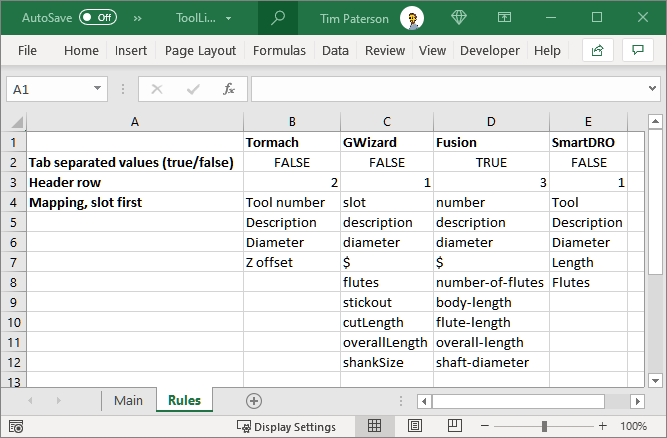 AutoSave Off » ToolLi... Tim Paterson
File Home Insert Page Layout Formulas Data Review View Developer Help
A1 fx
A B C D E
1 Tormach GWizard Fusion SmartDRO
2 Tab separated values (true/false) FALSE FALSE TRUE FALSE
3 Header row 2 1 3 1
4 Mapping, slot first Tool number slot number Tool
5 Description description description Description
6 Diameter diameter diameter Diameter
7 Z offset $ $ Length
8 flutes number-of-flutes Flutes
9 stickout body-length
10 cutLength flute-length
11 overallLength overall-length
12 shankSize shaft-diameter
13
Main Rules
Display Settings 100%